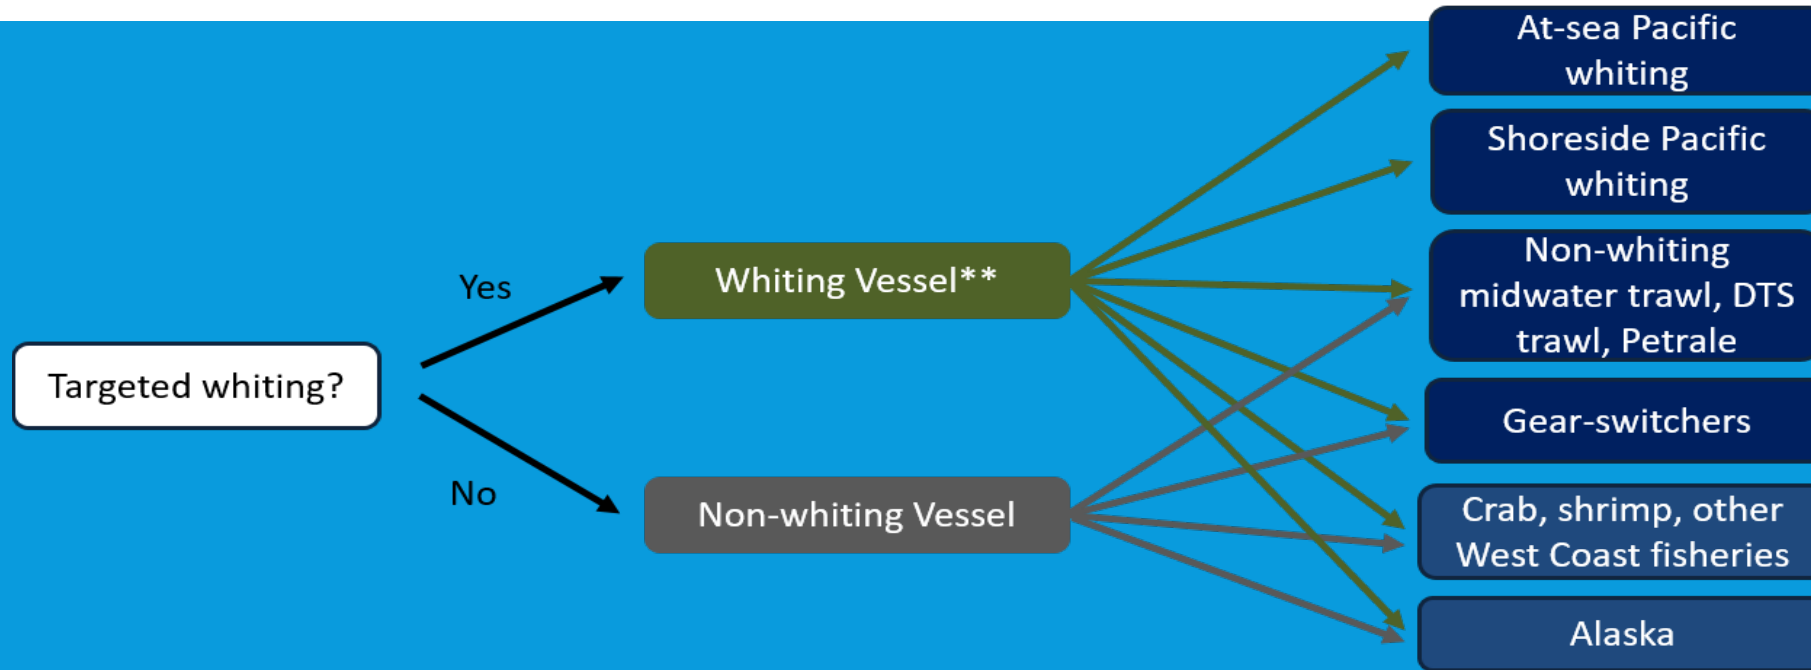 Targeted whiting?
Yes
No
Whiting Vessel**
Non-whiting Vessel
At-sea Pacific
whiting
Shoreside Pacific
whiting
Non-whiting
midwater trawl, DTS
trawl, Petrale
Gear-switchers
Crab, shrimp, other
West Coast fisheries
Alaska